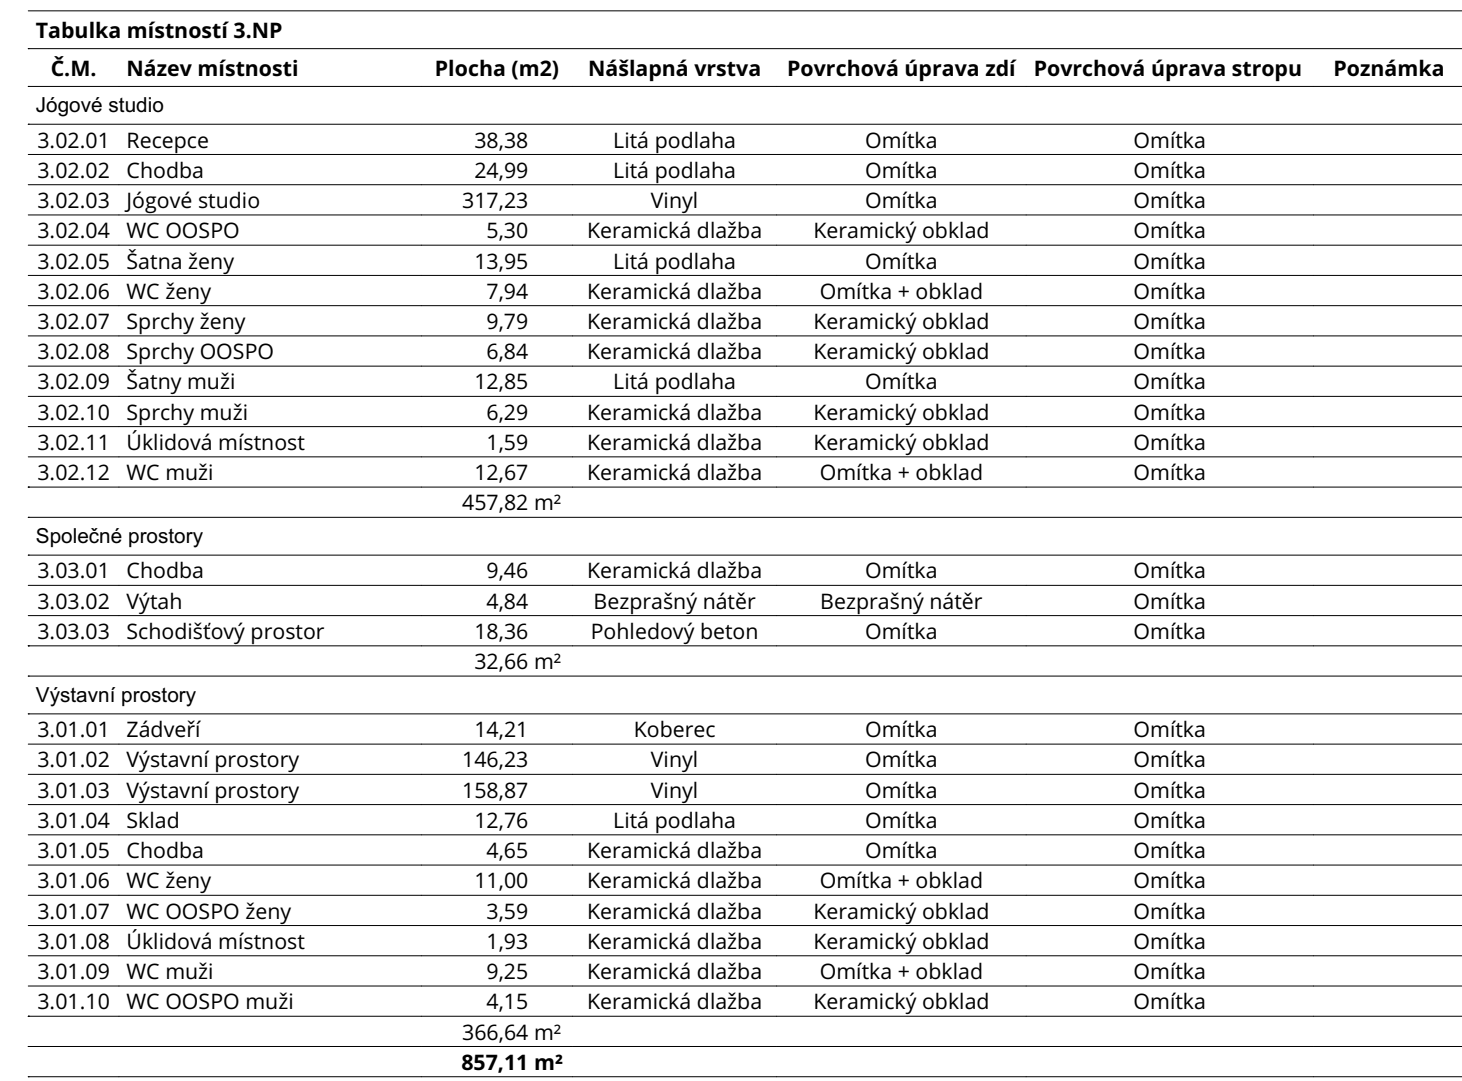 Tabulka místností 3.NP
Č.M. Název místnosti Plocha (m2) Nášlapná vrstva Povrchová úprava zdí Povrchová úprava stropu Poznámka
Jógové studio
3.02.01 Recepce 38,38 Litá podlaha Omítka Omítka
3.02.02 Chodba 24,99 Litá podlaha Omítka Omítka
3.02.03 Jógové studio 317,23 Vinyl Omítka Omítka
3.02.04 WC OOSPO 5,30 Keramická dlažba Keramický obklad Omítka
3.02.05 Šatna ženy 13,95 Litá podlaha Omítka Omítka
3.02.06 WC ženy 7,94 Keramická dlažba Omítka + obklad Omítka
3.02.07 Sprchy ženy 9,79 Keramická dlažba Keramický obklad Omítka
3.02.08 Sprchy OOSPO 6,84 Keramická dlažba Keramický obklad Omítka
3.02.09 Šatny muži 12,85 Litá podlaha Omítka Omítka
3.02.10 Sprchy muži 6,29 Keramická dlažba Keramický obklad Omítka
3.02.11 Úklidová místnost 1,59 Keramická dlažba Keramický obklad Omítka
3.02.12 WC muži 12,67 Keramická dlažba Omítka + obklad Omítka
457,82 m²
Společné prostory
3.03.01 Chodba 9,46 Keramická dlažba Omítka Omítka
3.03.02 Výtah 4,84 Bezprašný nátěr Bezprašný nátěr Omítka
3.03.03 Schodišťový prostor 18,36 Pohledový beton Omítka Omítka
32,66 m²
Výstavní prostory
3.01.01 Zádveří 14,21 Koberec Omítka Omítka
3.01.02 Výstavní prostory 146,23 Vinyl Omítka Omítka
3.01.03 Výstavní prostory 158,87 Vinyl Omítka Omítka
3.01.04 Sklad 12,76 Litá podlaha Omítka Omítka
3.01.05 Chodba 4,65 Keramická dlažba Omítka Omítka
3.01.06 WC ženy 11,00 Keramická dlažba Omítka + obklad Omítka
3.01.07 WC OOSPO ženy 3,59 Keramická dlažba Keramický obklad Omítka
3.01.08 Úklidová místnost 1,93 Keramická dlažba Keramický obklad Omítka
3.01.09 WC muži 9,25 Keramická dlažba Omítka + obklad Omítka
3.01.10 WC OOSPO muži 4,15 Keramická dlažba Keramický obklad Omítka
366,64 m²
857,11 m²